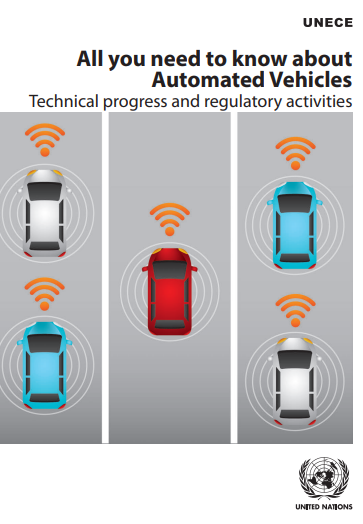 UNECE
All you need to know about
Automated Vehicles
Technical progress and regulatory activities
UNITED NATIONS